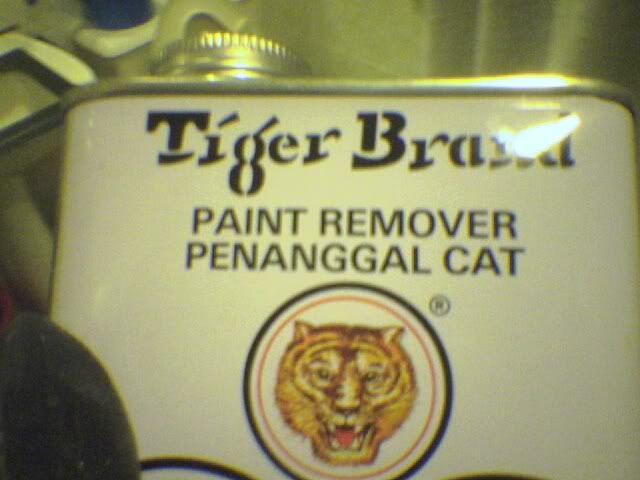 Tiger Brand
PAINT REMOVER
PENANGGAL CAT
®